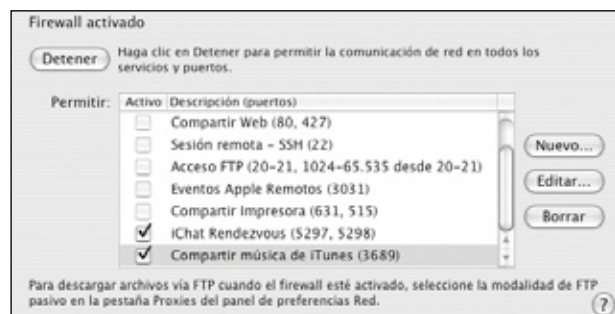 Firewall activado
Detener
Haga clic en Detener para permitir la comunicación de red en todos los
servicios y puertos.
Permitir:
Activo Descripción (puertos)
Compartir Web (80, 427)
Sesión remota – SSH (22)
Acceso FTP (20–21, 1024–65.535 desde 20–21)
Eventos Apple Remotos (3031)
Compartir Impresora (631, 515)
iChat Rendezvous (5297, 5298)
Compartir música de iTunes (3689)
Nuevo...
Editar...
Borrar
Para descargar archivos vía FTP cuando el firewall esté activado, seleccione la modalidad de FTP
pasivo en la pestaña Proxies del panel de preferencias Red.
?